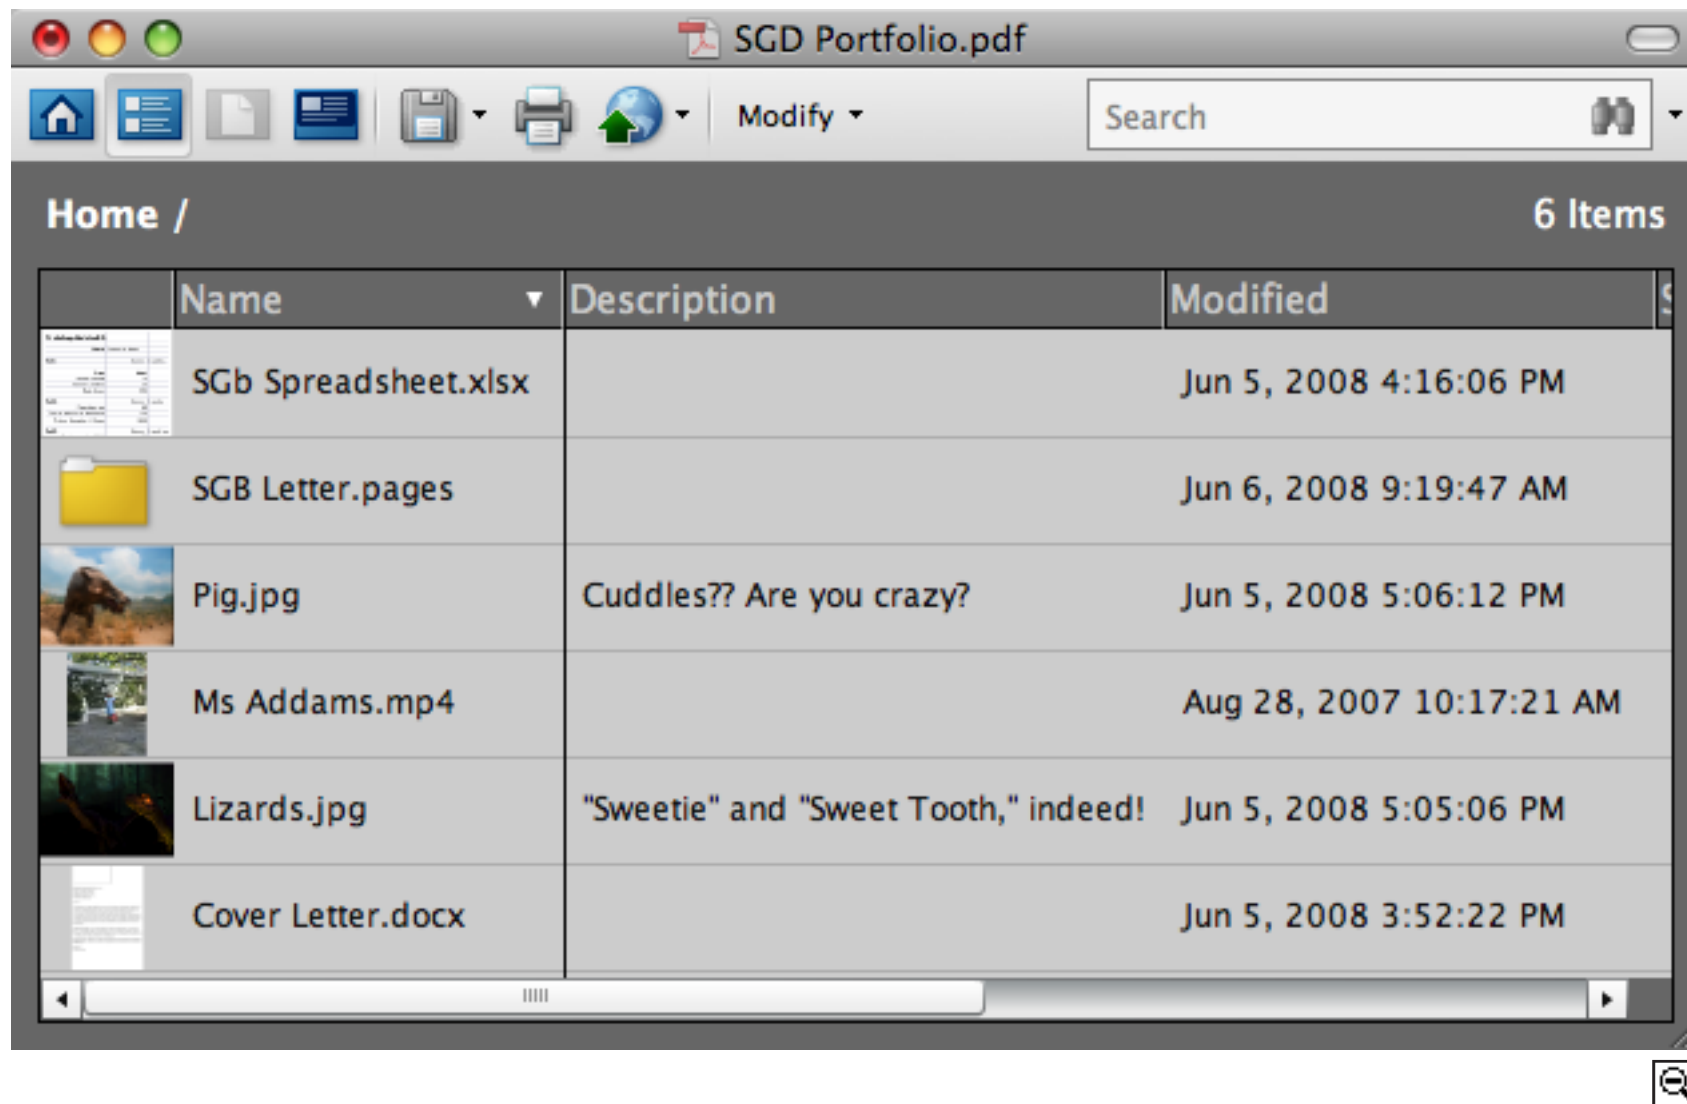 SGD Portfolio.pdf
Modify Search
Home / 6 Items
Name Description Modified
SGb Spreadsheet.xlsx Jun 5, 2008 4:16:06 PM
SGB Letter.pages Jun 6, 2008 9:19:47 AM
Pig.jpg Cuddles?? Are you crazy? Jun 5, 2008 5:06:12 PM
Ms Addams.mp4 Aug 28, 2007 10:17:21 AM
Lizards.jpg "Sweetie" and "Sweet Tooth," indeed! Jun 5, 2008 5:05:06 PM
Cover Letter.docx Jun 5, 2008 3:52:22 PM